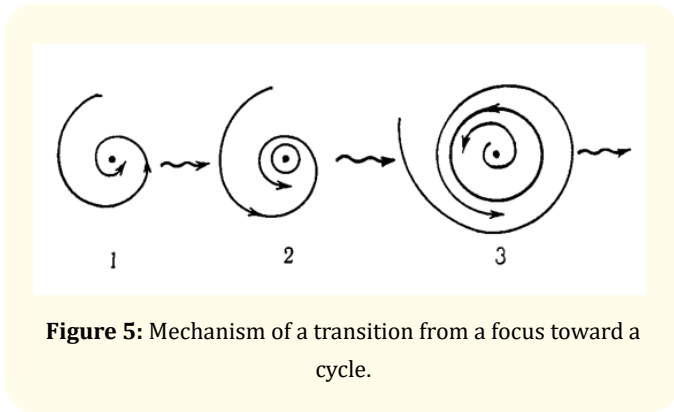 1 2 3
Figure 5: Mechanism of a transition from a focus toward a
cycle.